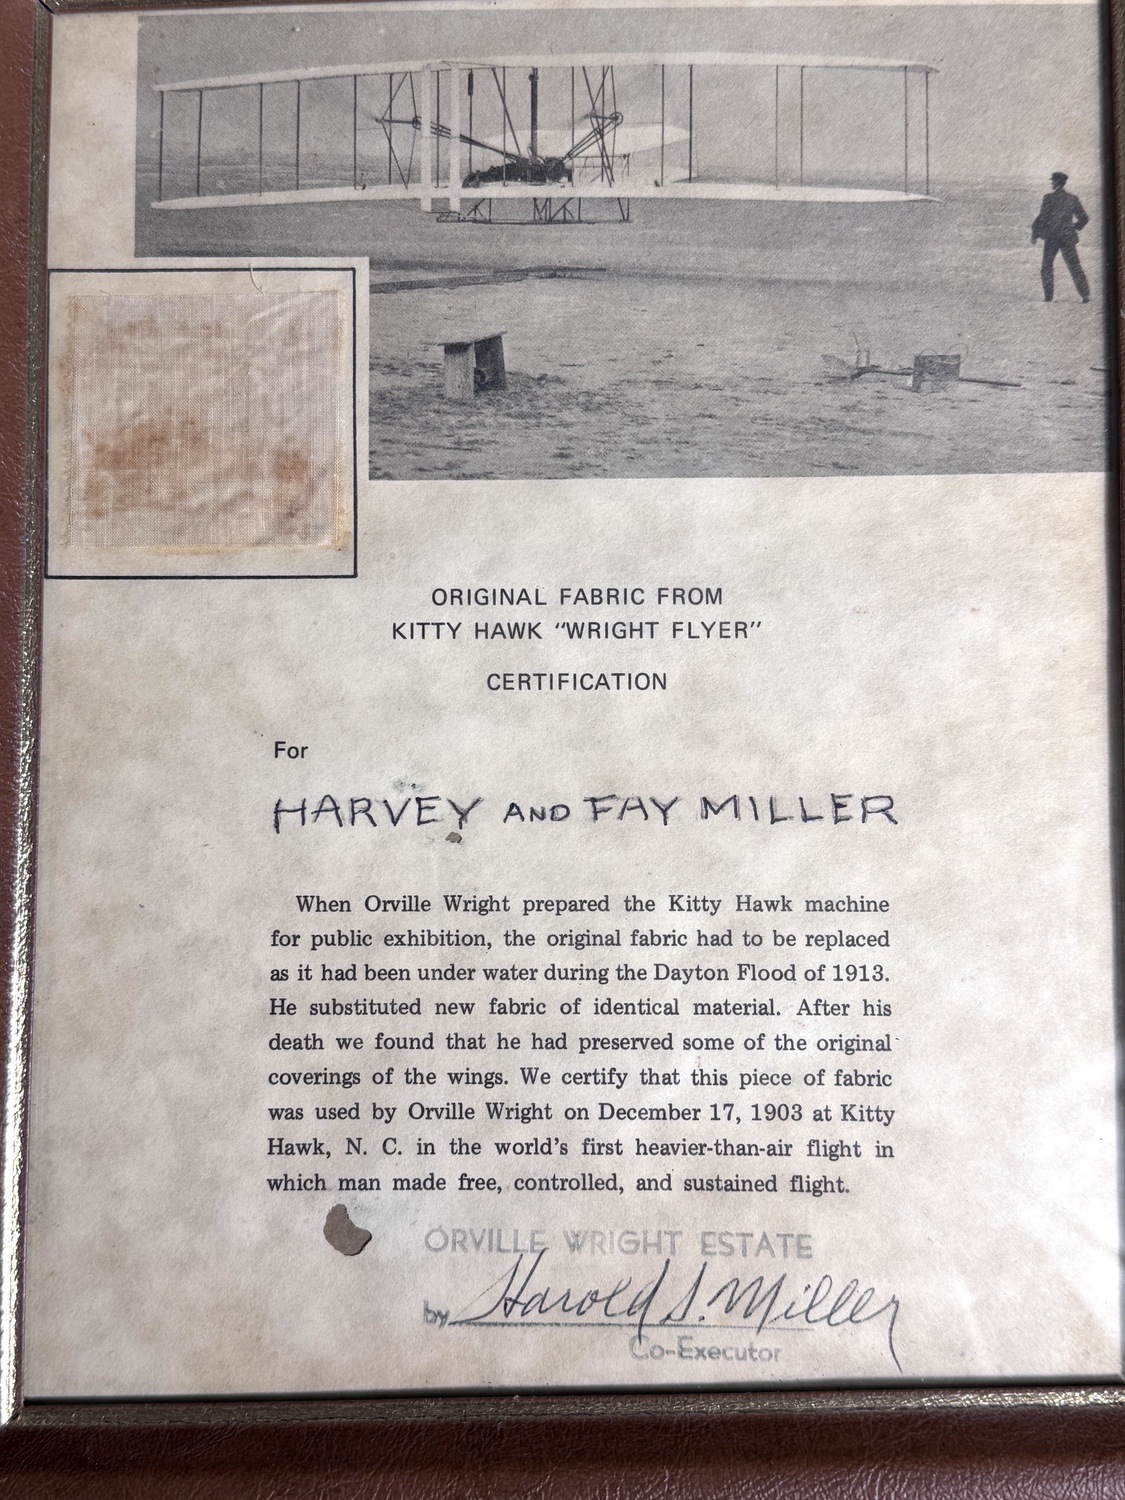 ORIGINAL FABRIC FROM
KITTY HAWK "WRIGHT FLYER"
CERTIFICATION
For
HARVEY AND FAY MILLER
When Orville Wright prepared the Kitty Hawk machine
for public exhibition, the original fabric had to be replaced
as it had been under water during the Dayton Flood of 1913.
He substituted new fabric of identical material. After his
death we found that he had preserved some of the original
coverings of the wings. We certify that this piece of fabric
was used by Orville Wright on December 17, 1903 at Kitty
Hawk, N. C. in the world's first heavier-than-air flight in
which man made free, controlled, and sustained flight.
ORVILLE WRIGHT ESTATE
by Harold S. Miller
Co-Executor